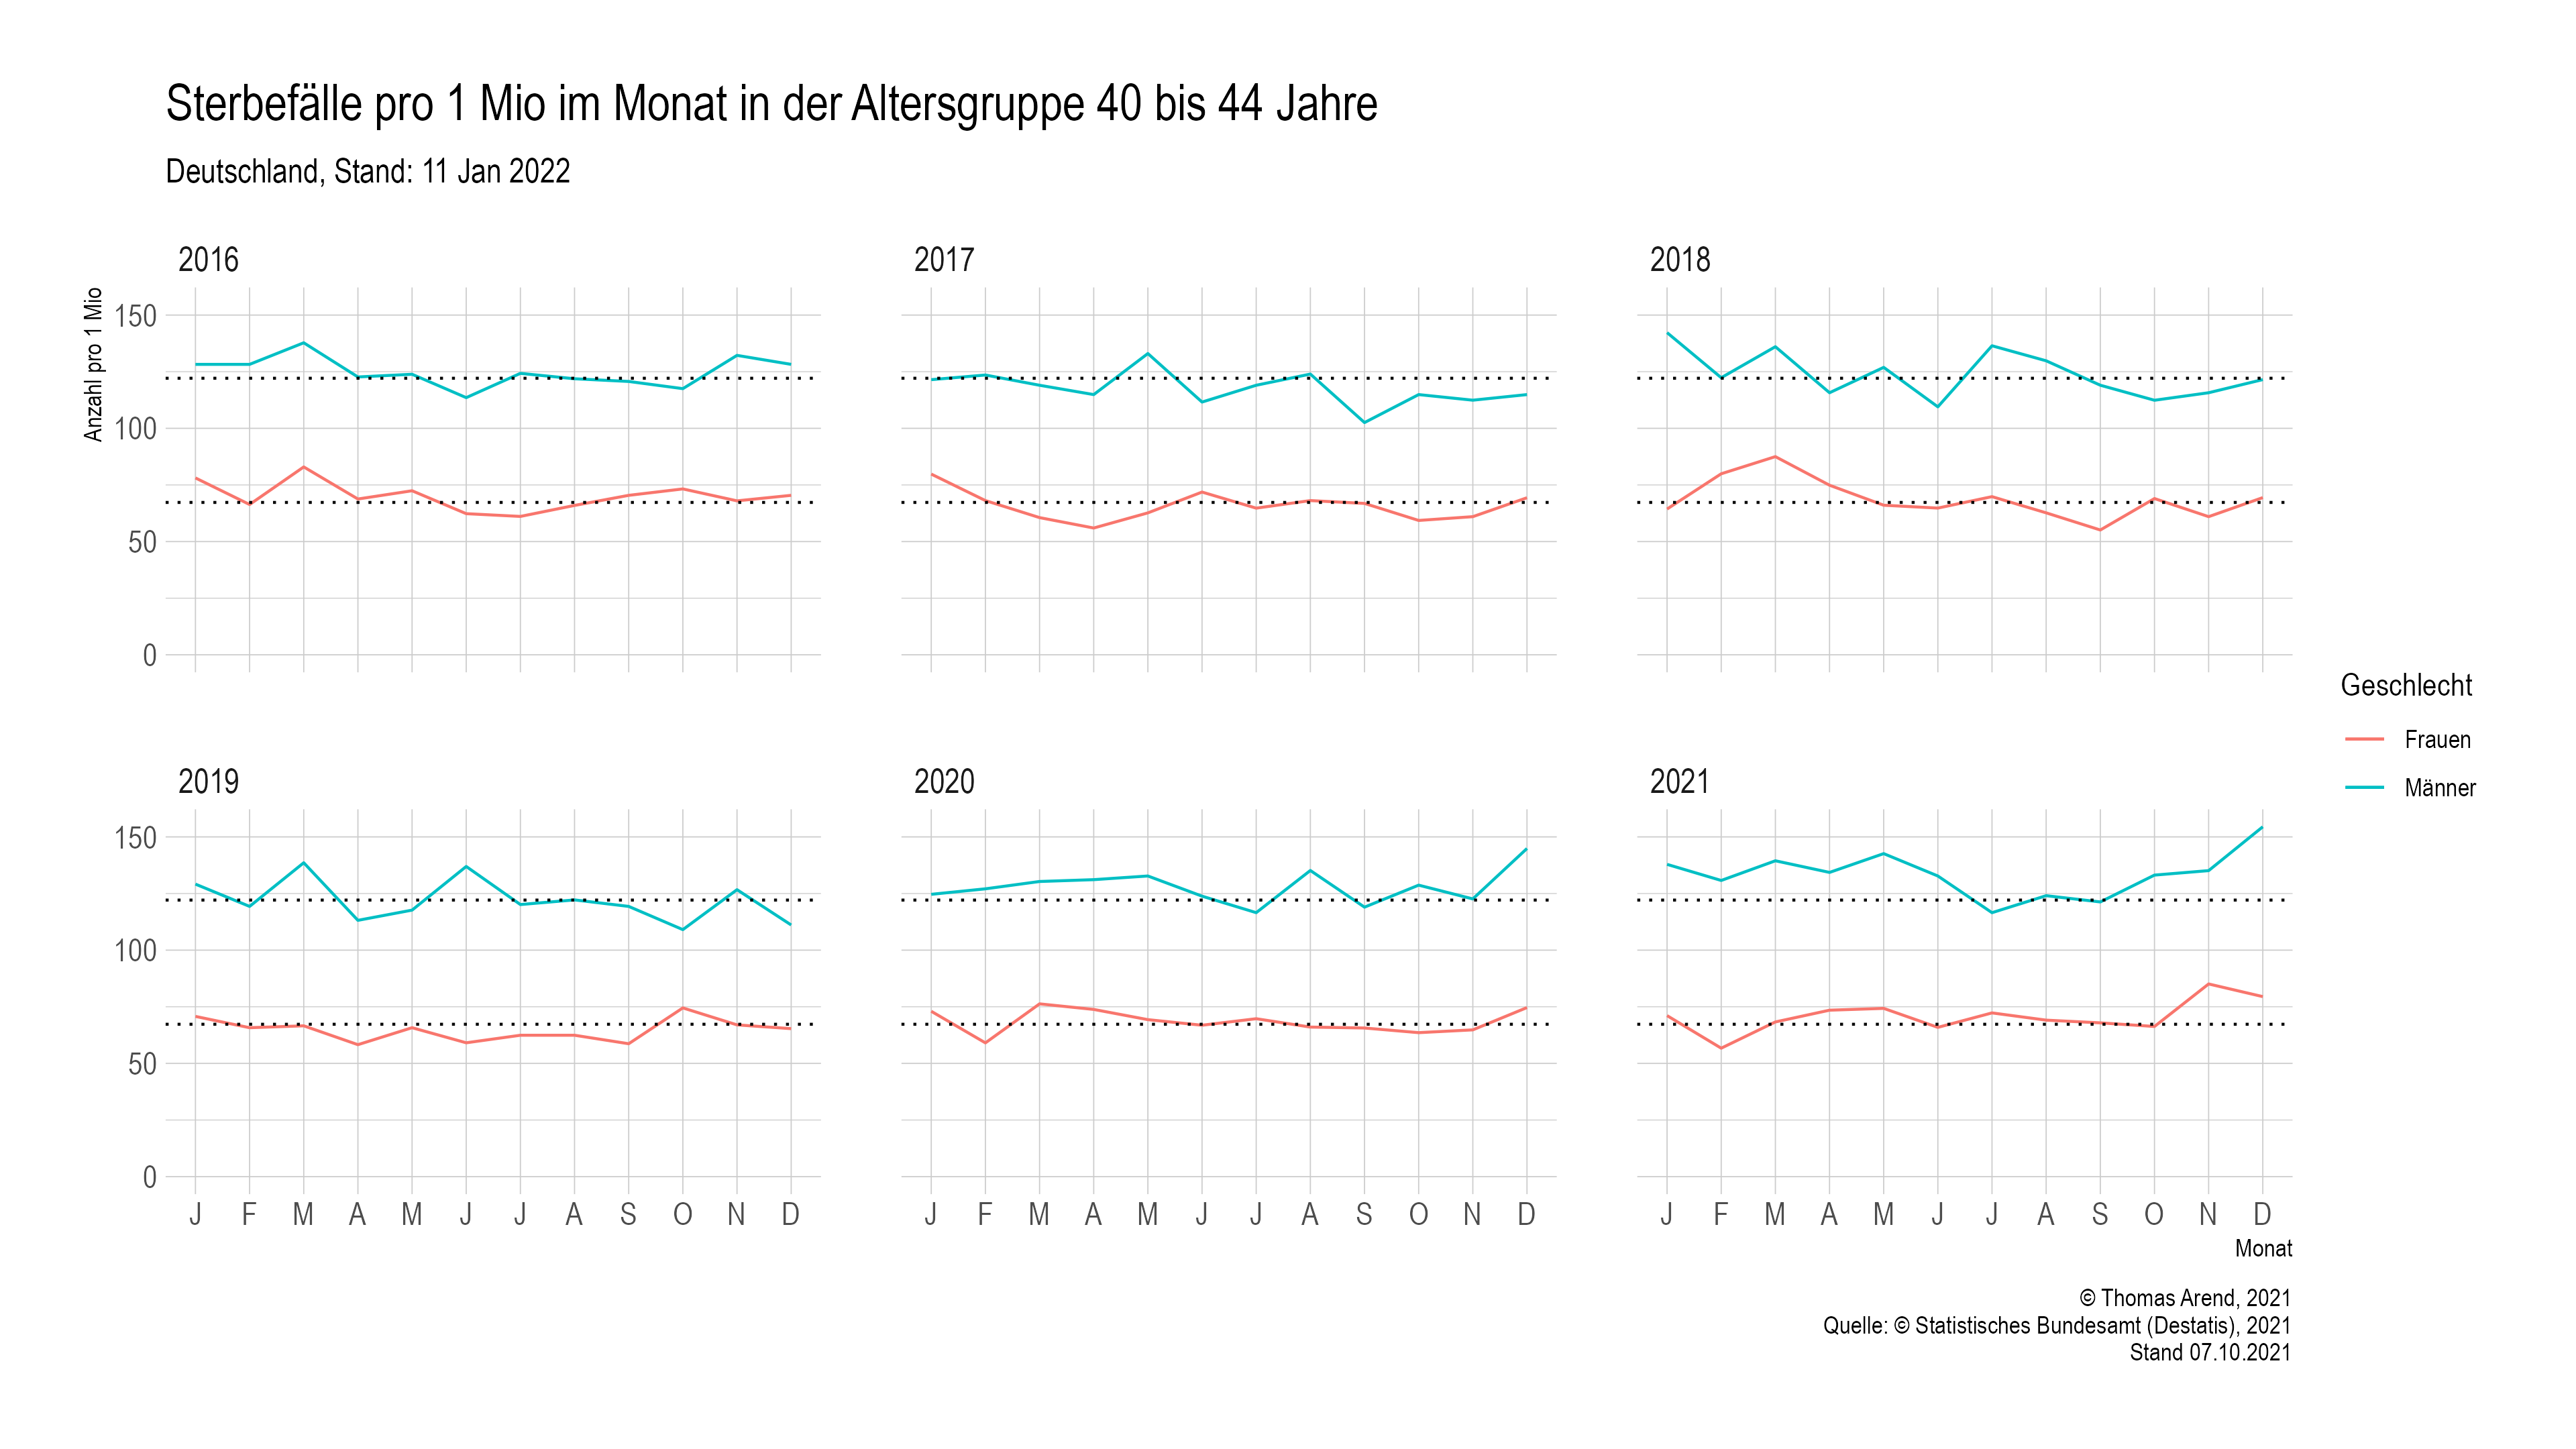 Sterbefälle pro 1 Mio im Monat in der Altersgruppe 40 bis 44 Jahre
Deutschland, Stand: 11 Jan 2022
2016
2017
2018
Anzahl pro 1 Mio
150
100
50
0
Geschlecht
Frauen
Männer
2019
2020
2021
150
100
50
0
J F M A M J J A S O N D
J F M A M J J A S O N D
J F M A M J J A S O N D
Monat
© Thomas Arend, 2021
Quelle: © Statistisches Bundesamt (Destatis), 2021
Stand 07.10.2021